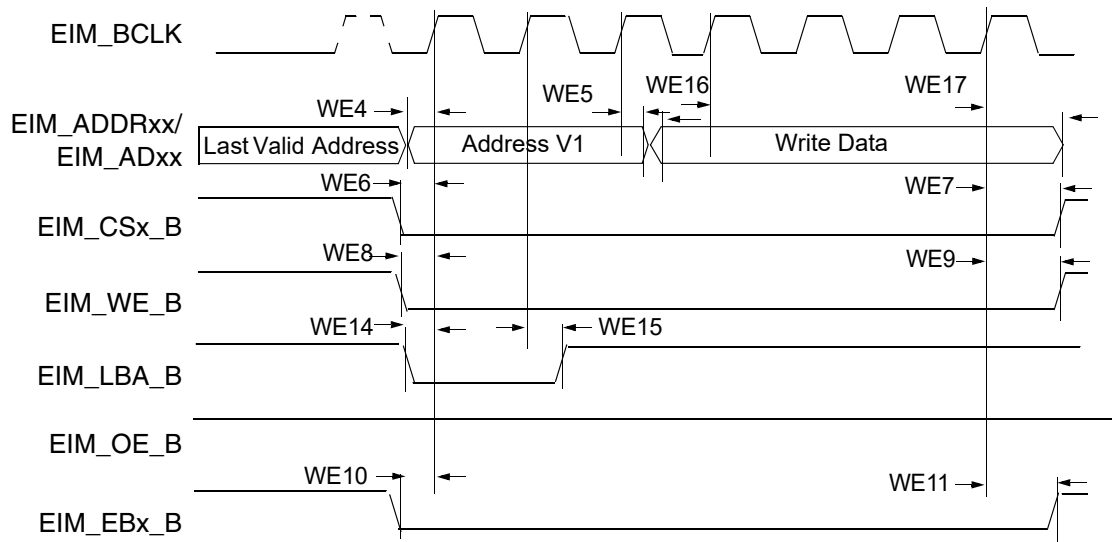 EIM_BCLK
WE4
WE5
WE16
WE17
EIM_ADDRxx/
EIM_ADxx
Last Valid Address
Address V1
Write Data
WE6
WE7
EIM_CSx_B
WE8
WE9
EIM_WE_B
WE14
WE15
EIM_LBA_B
EIM_OE_B
WE10
WE11
EIM_EBx_B